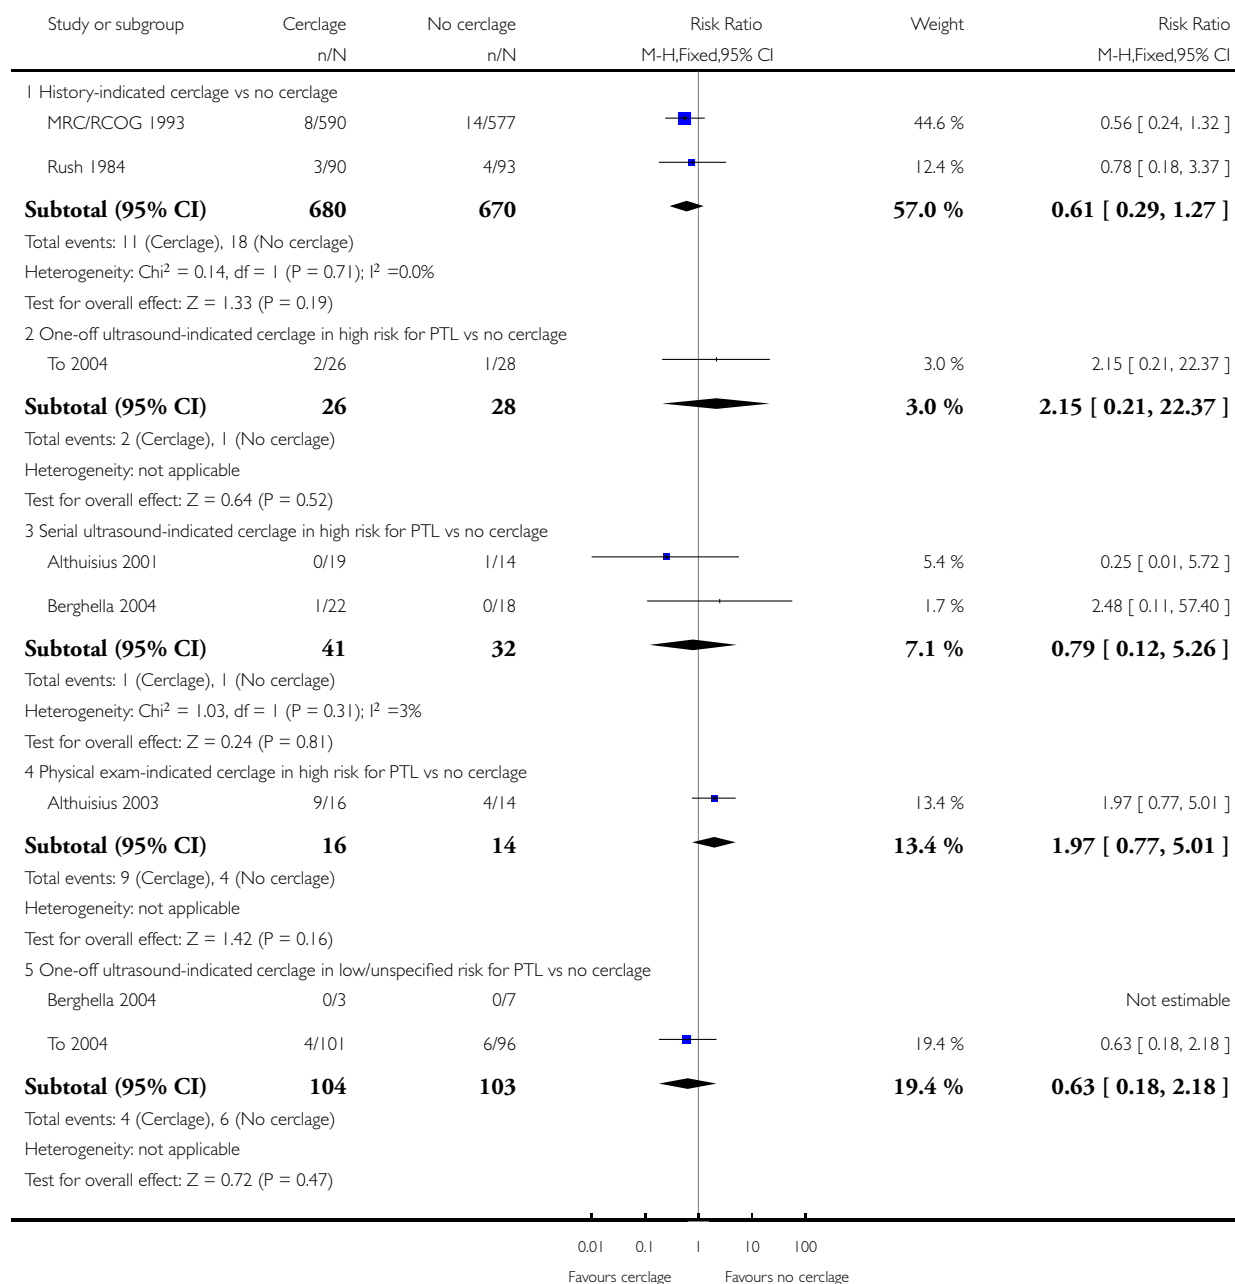 Study or subgroup Cerclage No cerclage Risk Ratio Weight Risk Ratio
n/N n/N M-H,Fixed,95% CI M-H,Fixed,95% CI
1 History-indicated cerclage vs no cerclage
MRC/RCOG 1993 8/590 14/577 44.6 % 0.56 [ 0.24, 1.32 ]
Rush 1984 3/90 4/93 12.4 % 0.78 [ 0.18, 3.37 ]
Subtotal (95% CI) 680 670 57.0 % 0.61 [ 0.29, 1.27 ]
Total events: 11 (Cerclage), 18 (No cerclage)
Heterogeneity: Chi² = 0.14, df = 1 (P = 0.71); I² =0.0%
Test for overall effect: Z = 1.33 (P = 0.19)
2 One-off ultrasound-indicated cerclage in high risk for PTL vs no cerclage
To 2004 2/26 1/28 3.0 % 2.15 [ 0.21, 22.37 ]
Subtotal (95% CI) 26 28 3.0 % 2.15 [ 0.21, 22.37 ]
Total events: 2 (Cerclage), 1 (No cerclage)
Heterogeneity: not applicable
Test for overall effect: Z = 0.64 (P = 0.52)
3 Serial ultrasound-indicated cerclage in high risk for PTL vs no cerclage
Althuisius 2001 0/19 1/14 5.4 % 0.25 [ 0.01, 5.72 ]
Berghella 2004 1/22 0/18 1.7 % 2.48 [ 0.11, 57.40 ]
Subtotal (95% CI) 41 32 7.1 % 0.79 [ 0.12, 5.26 ]
Total events: 1 (Cerclage), 1 (No cerclage)
Heterogeneity: Chi² = 1.03, df = 1 (P = 0.31); I² =3%
Test for overall effect: Z = 0.24 (P = 0.81)
4 Physical exam-indicated cerclage in high risk for PTL vs no cerclage
Althuisius 2003 9/16 4/14 13.4 % 1.97 [ 0.77, 5.01 ]
Subtotal (95% CI) 16 14 13.4 % 1.97 [ 0.77, 5.01 ]
Total events: 9 (Cerclage), 4 (No cerclage)
Heterogeneity: not applicable
Test for overall effect: Z = 1.42 (P = 0.16)
5 One-off ultrasound-indicated cerclage in low/unspecified risk for PTL vs no cerclage
Berghella 2004 0/3 0/7 Not estimable
To 2004 4/101 6/96 19.4 % 0.63 [ 0.18, 2.18 ]
Subtotal (95% CI) 104 103 19.4 % 0.63 [ 0.18, 2.18 ]
Total events: 4 (Cerclage), 6 (No cerclage)
Heterogeneity: not applicable
Test for overall effect: Z = 0.72 (P = 0.47)
0.01 0.1 1 10 100
Favours cerclage Favours no cerclage